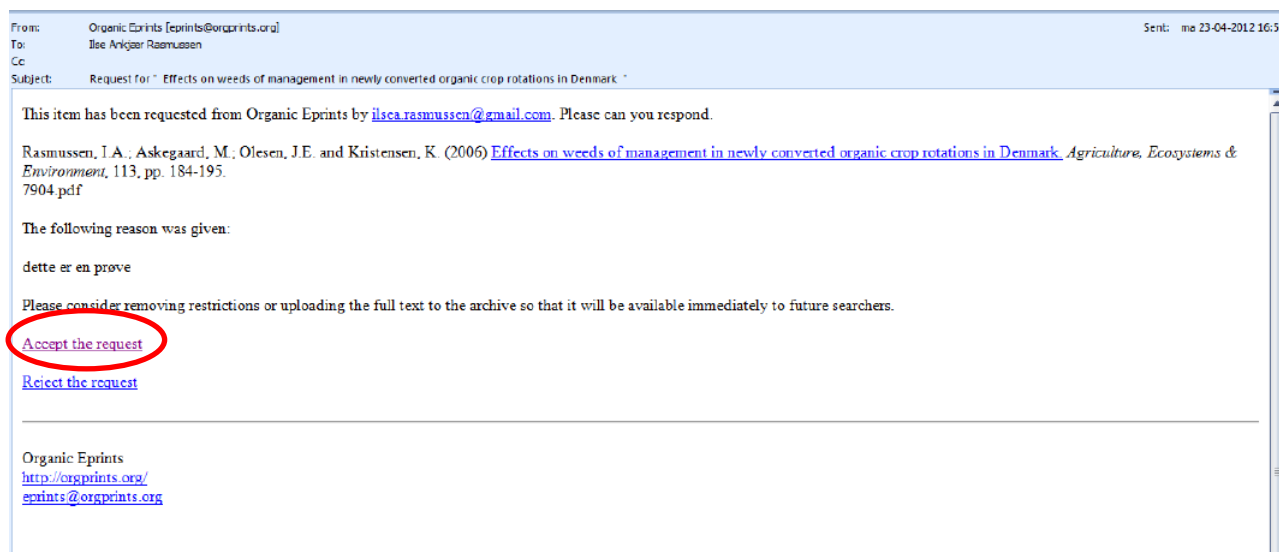 From: Organic Eprints [eprints@orgprints.org] Sent: ma 23-04-2012 16:5
To: Ilse Ankjær Rasmussen
Cc
Subject: Request for " Effects on weeds of management in newly converted organic crop rotations in Denmark "
This item has been requested from Organic Eprints by ilsea.rasmussen@gmail.com. Please can you respond.
Rasmussen, I.A.; Askegaard, M.; Olesen, J.E. and Kristensen, K. (2006) Effects on weeds of management in newly converted organic crop rotations in Denmark. Agriculture, Ecosystems &
Environment, 113, pp. 184-195.
7904.pdf
The following reason was given:
dette er en prøve
Please consider removing restrictions or uploading the full text to the archive so that it will be available immediately to future searchers.
Accept the request
Reject the request
Organic Eprints
http://orgprints.org/
eprints@orgprints.org